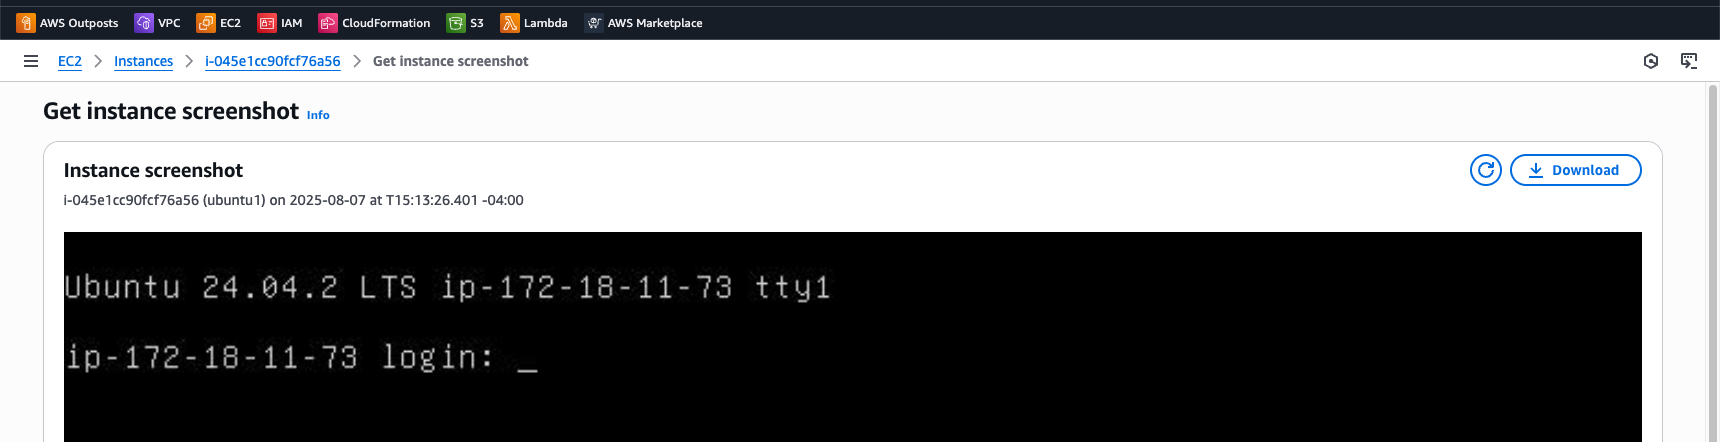 AWS Outposts VPC EC2 IAM CloudFormation S3 Lambda AWS Marketplace
EC2 Instances i-045e1cc90fcf76a56 Get instance screenshot
Get instance screenshot Info
Instance screenshot
Download
i-045e1cc90fcf76a56 (ubuntu1) on 2025-08-07 at T15:13:26.401 -04:00
Ubuntu 24.04.2 LTS ip-172-18-11-73 tty1
ip-172-18-11-73 login: _